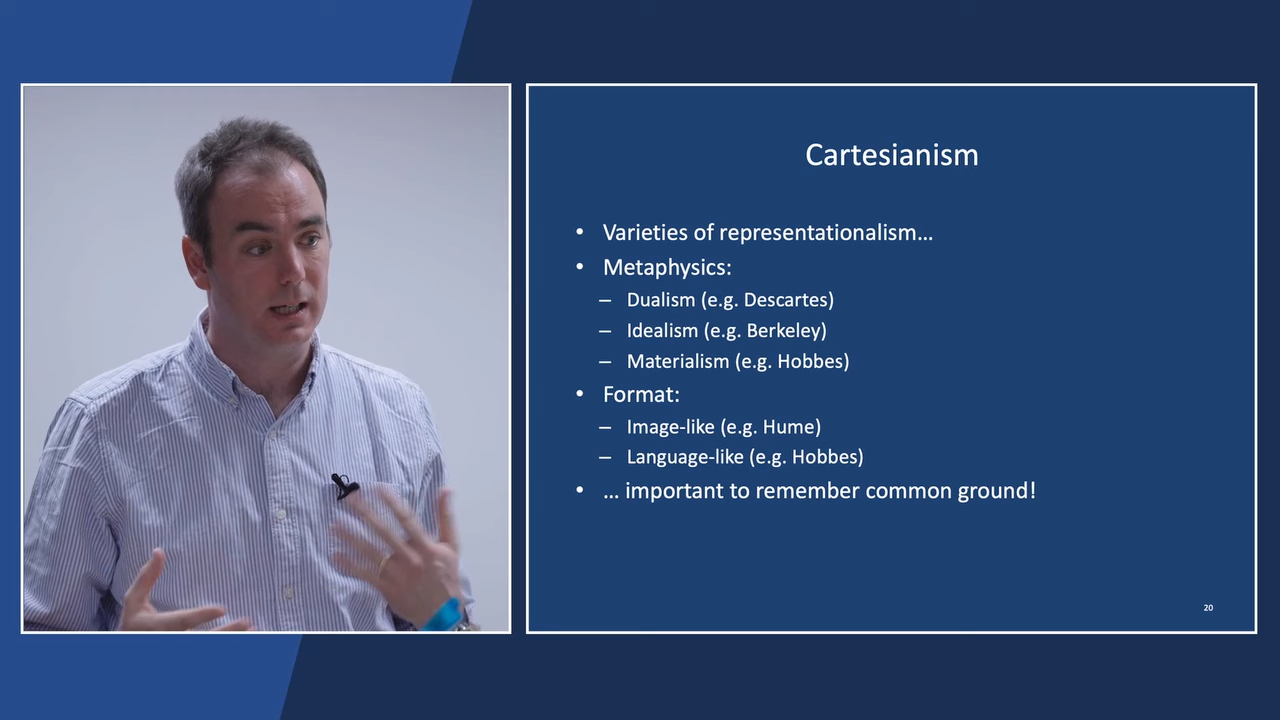 Cartesianism
• Varieties of representationalism…
• Metaphysics:
– Dualism (e.g. Descartes)
– Idealism (e.g. Berkeley)
– Materialism (e.g. Hobbes)
• Format:
– Image-like (e.g. Hume)
– Language-like (e.g. Hobbes)
• … important to remember common ground!
20